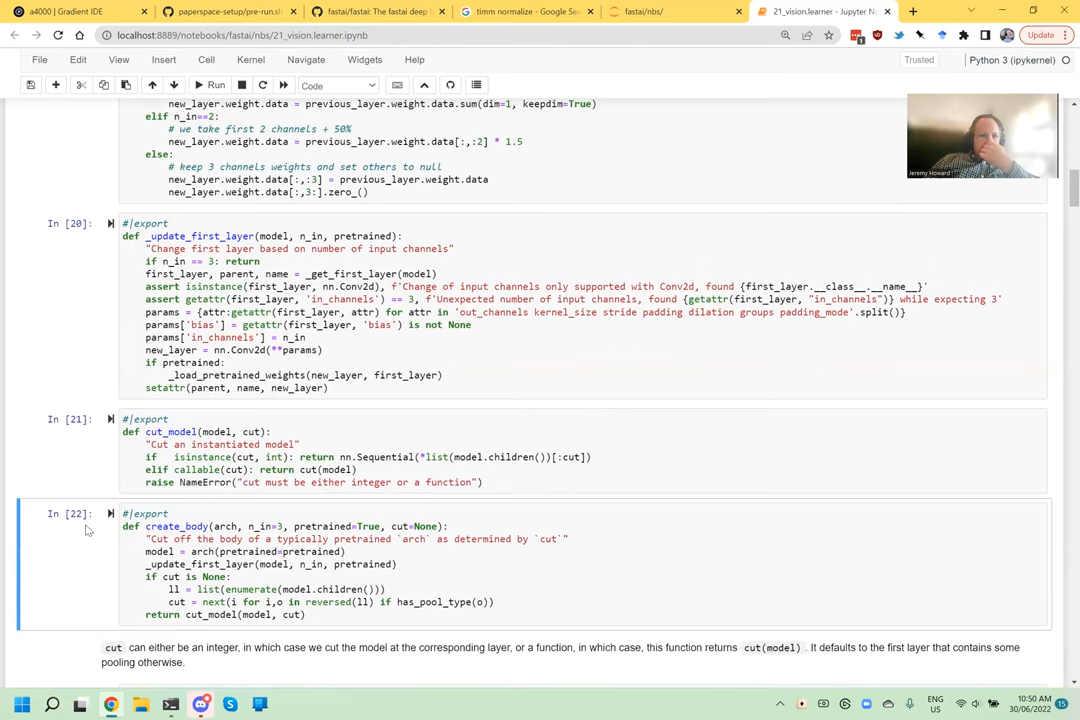 a4000 | Gradient IDE
paperspace-setup/pre-run.sh
fastai/fastai: The fastai deep l
timm normalize - Google Sea
fastai/nbs/
21_vision.learner - Jupyter No
localhost:8889/notebooks/fastai/nbs/21_vision.learner.ipynb
1
Update
File Edit View Insert Cell Kernel Navigate Widgets Help
Trusted
Python 3 (ipykernel)
Run
Code
new_layer.weight.data = previous_layer.weight.data.sum(dim=1, keepdim=True)
elif n_in==2:
# we take first 2 channels + 50%
new_layer.weight.data = previous_layer.weight.data[:,:2] * 1.5
else:
# keep 3 channels weights and set others to null
new_layer.weight.data[:,:3] = previous_layer.weight.data
new_layer.weight.data[:,3:].zero_()
Jeremy Howard
In [20]:
#|export
def _update_first_layer(model, n_in, pretrained):
"Change first layer based on number of input channels"
if n_in == 3: return
first_layer, parent, name = _get_first_layer(model)
assert isinstance(first_layer, nn.Conv2d), f'Change of input channels only supported with Conv2d, found {first_layer.__class__.__name__}'
assert getattr(first_layer, 'in_channels') == 3, f'Unexpected number of input channels, found {getattr(first_layer, "in_channels")} while expecting 3'
params = {attr:getattr(first_layer, attr) for attr in 'out_channels kernel_size stride padding dilation groups padding_mode'.split()}
params['bias'] = getattr(first_layer, 'bias') is not None
params['in_channels'] = n_in
new_layer = nn.Conv2d(**params)
if pretrained:
_load_pretrained_weights(new_layer, first_layer)
setattr(parent, name, new_layer)
In [21]:
#|export
def cut_model(model, cut):
"Cut an instantiated model"
if   isinstance(cut, int): return nn.Sequential(*list(model.children())[:cut])
elif callable(cut): return cut(model)
raise NameError("cut must be either integer or a function")
In [22]:
#|export
def create_body(arch, n_in=3, pretrained=True, cut=None):
"Cut off the body of a typically pretrained `arch` as determined by `cut`"
model = arch(pretrained=pretrained)
_update_first_layer(model, n_in, pretrained)
if cut is None:
ll = list(enumerate(model.children()))
cut = next(i for i,o in reversed(ll) if has_pool_type(o))
return cut_model(model, cut)
cut can either be an integer, in which case we cut the model at the corresponding layer, or a function, in which case, this function returns cut(model) . It defaults to the first layer that contains some
pooling otherwise.
ENG
US
10:50 AM
30/06/2022
15